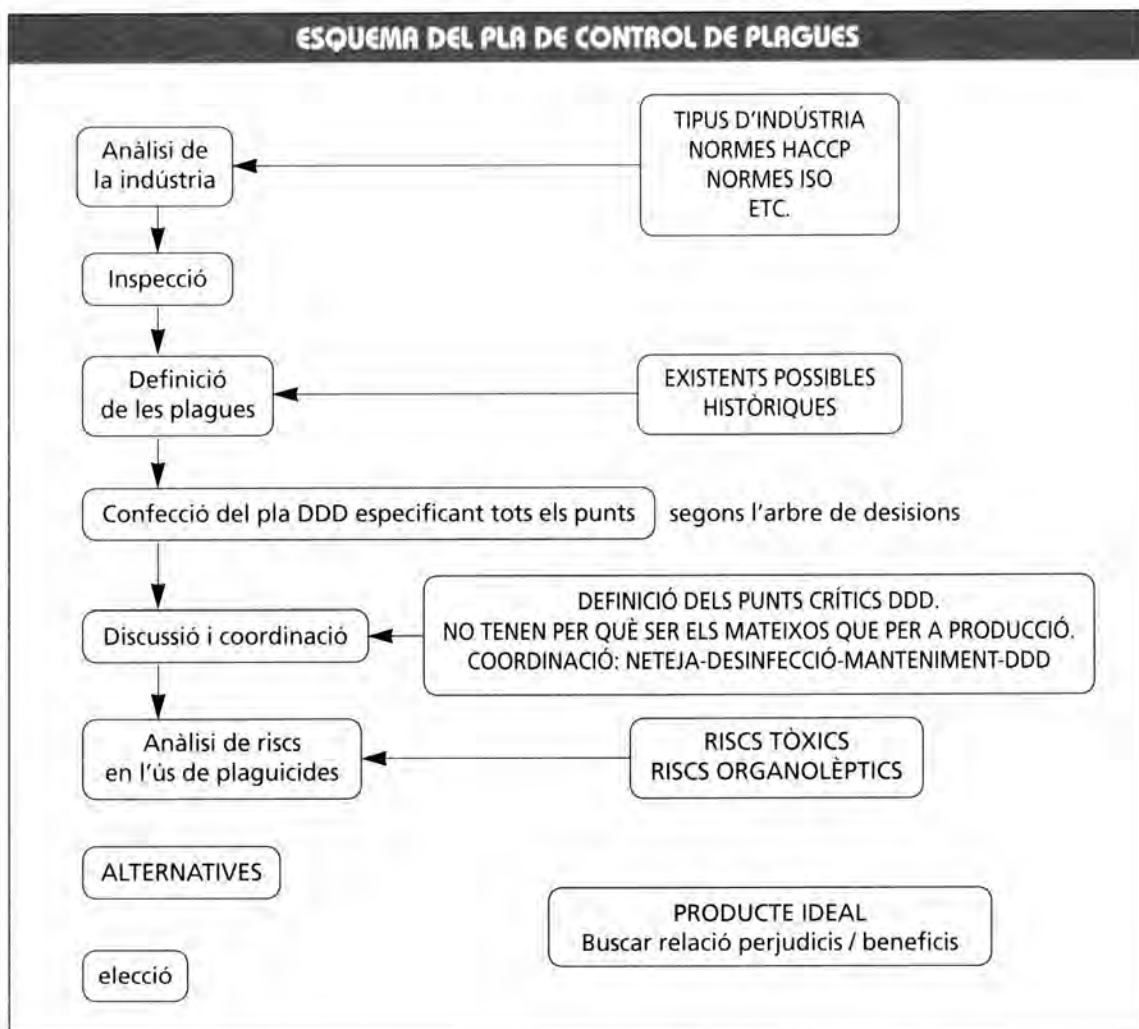 ESQUEMA DEL PLA DE CONTROL DE PLAGUES
Anàlisi de
la indústria
TIPUS D'INDÚSTRIA
NORMES HACCP
NORMES ISO
ETC.
Inspecció
Definició
de les plagues
EXISTENTS POSSIBLES
HISTÒRIQUES
Confecció del pla DDD especificant tots els punts segons l'arbre de desisions
Discussió i coordinació
DEFINICIÓ DELS PUNTS CRÍTICS DDD.
NO TENEN PER QUÈ SER ELS MATEIXOS QUE PER A PRODUCCIÓ.
COORDINACIÓ: NETEJA-DESINFECCIÓ-MANTENIMENT-DDD
Anàlisi de riscs
en l'ús de plaguicides
RISCS TÒXICS
RISCS ORGANOLÈPTICS
ALTERNATIVES
PRODUCTE IDEAL
Buscar relació perjudicis / beneficis
elecció